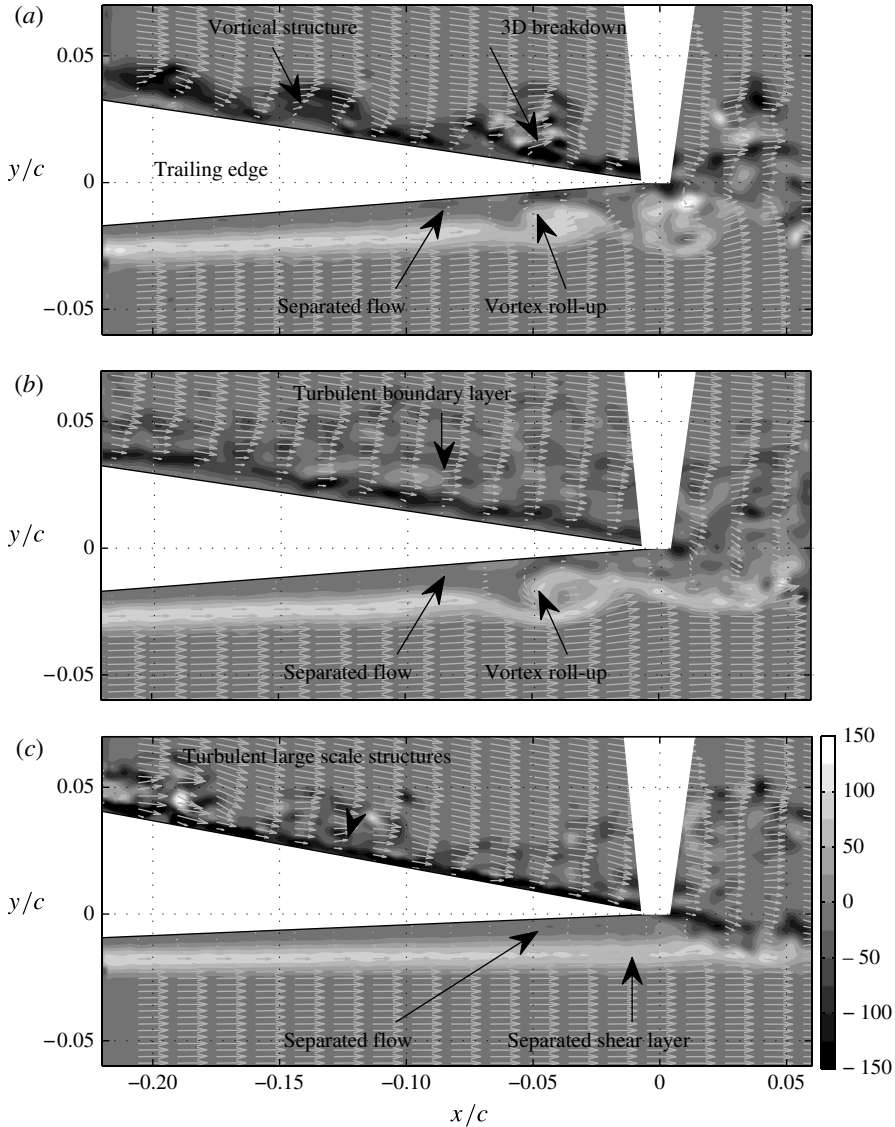 (a)
Vortical structure
3D breakdown
0.05
y/c
Trailing edge
0
Separated flow
Vortex roll-up
−0.05
(b)
Turbulent boundary layer
0.05
y/c
0
Separated flow
Vortex roll-up
−0.05
(c)
Turbulent large scale structures
0.05
y/c
0
Separated flow
Separated shear layer
−0.05
150
100
50
0
− 50
− 100
− 150
−0.20
−0.15
−0.10
−0.05
0
0.05
x/c